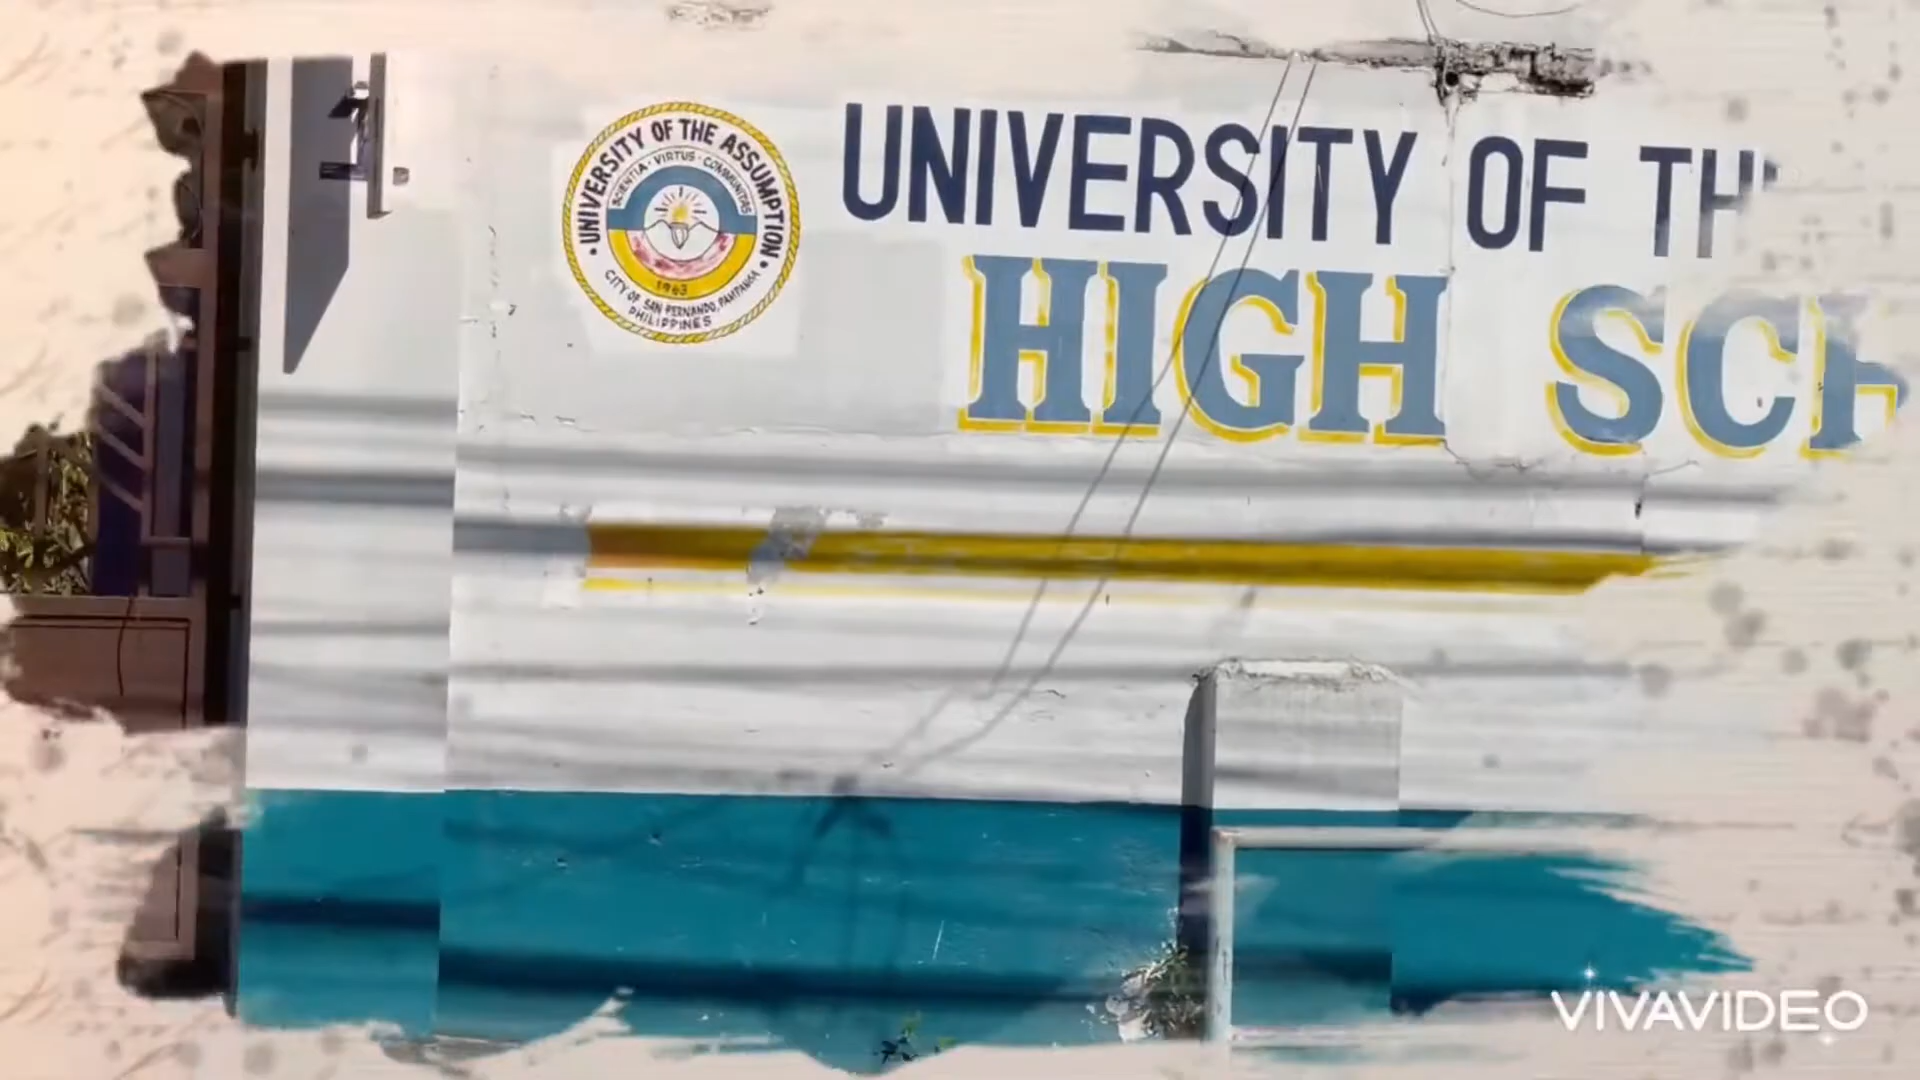 UNIVERSITY OF THE ASSUMPTION
SCIENTIA · VIRTUS · COMMUNITAS
1963
CITY OF SAN FERNANDO, PAMPANGA
PHILIPPINES
UNIVERSITY OF TH
HIGH SCH
VIVAVIDEO